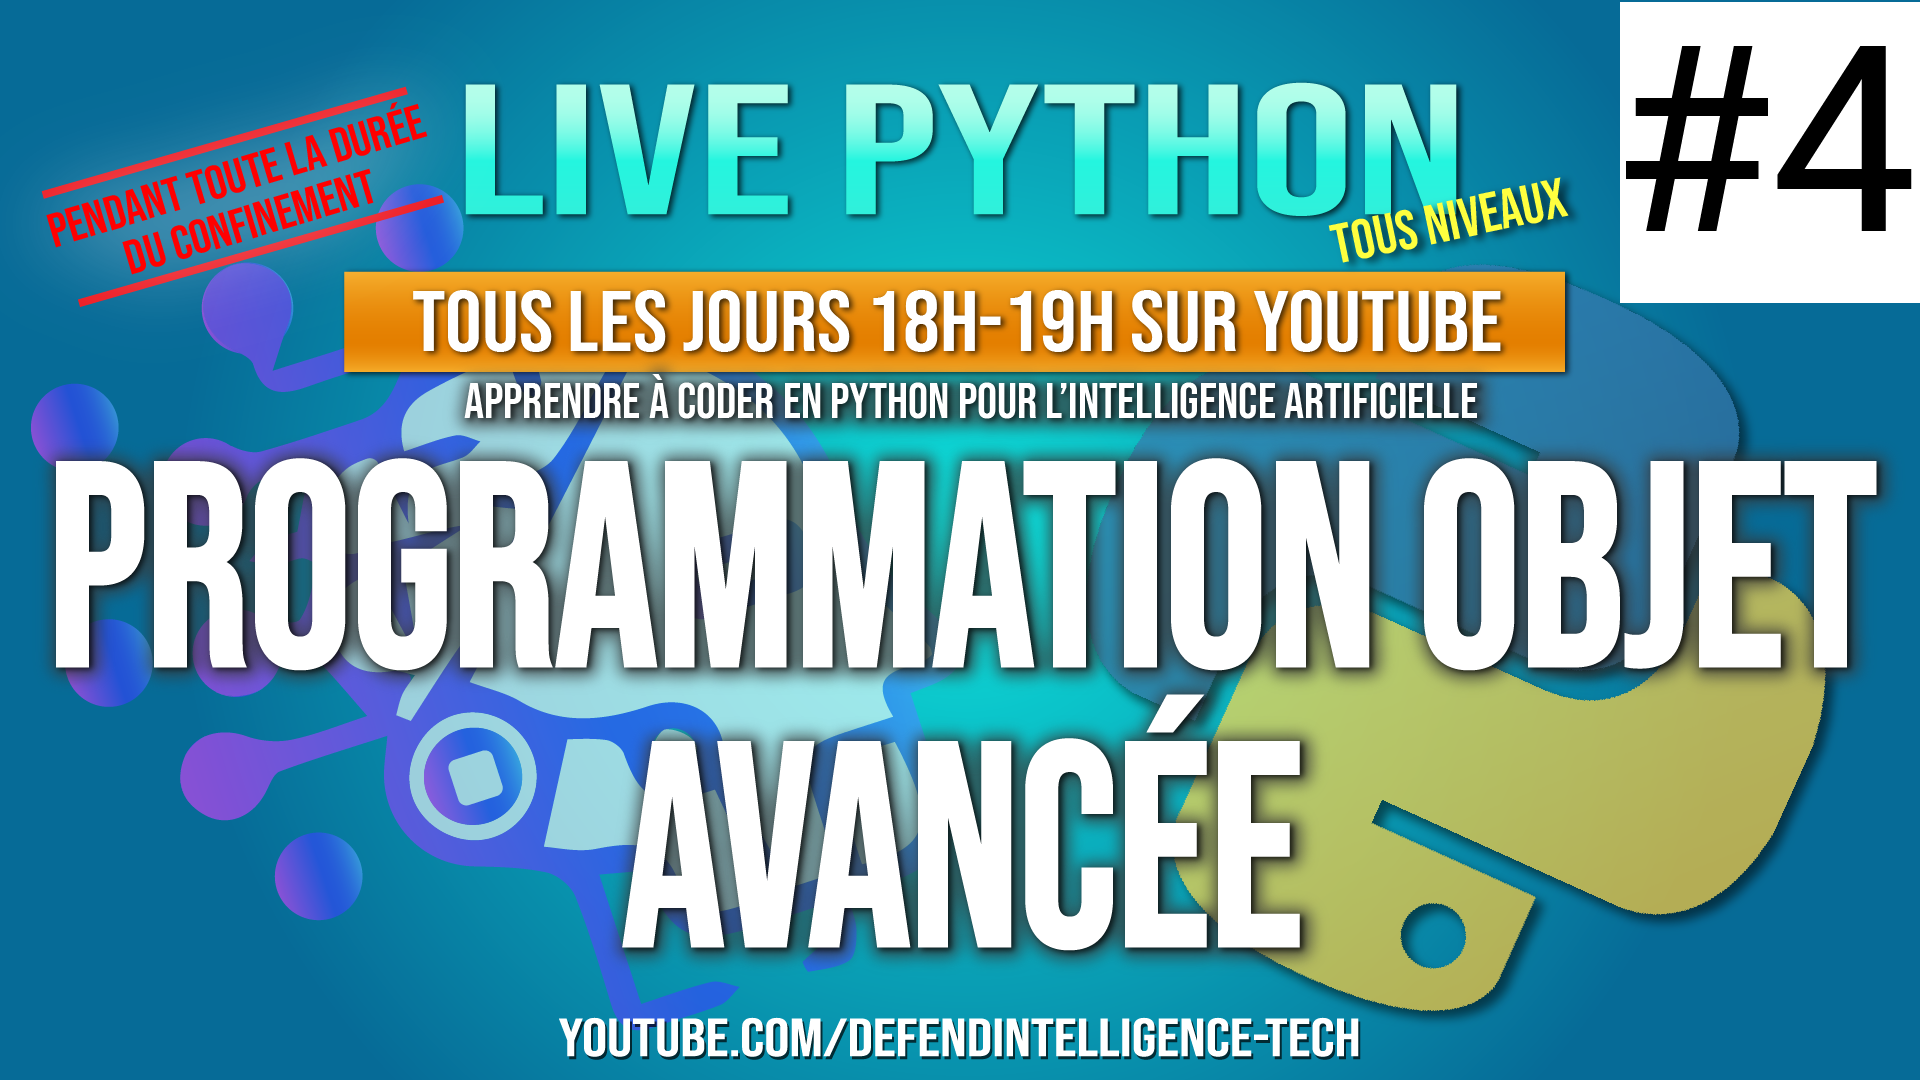 #4
LIVE PYTHON
PENDANT TOUTE LA DURÉE
DU CONFINEMENT
TOUS NIVEAUX
TOUS LES JOURS 18H-19H SUR YOUTUBE
APPRENDRE À CODER EN PYTHON POUR L'INTELLIGENCE ARTIFICIELLE
PROGRAMMATION OBJET
AVANCÉE
YOUTUBE.COM/DEFENDINTELLIGENCE-TECH